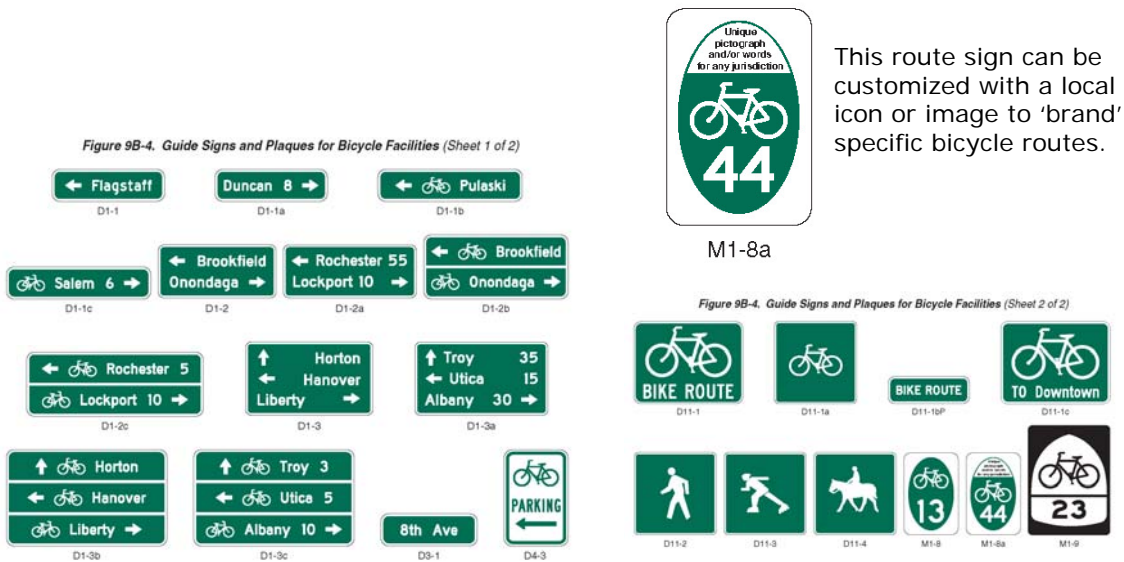 Unique
pictograph
and/or words
for any jurisdiction
44
M1-8a
This route sign can be
customized with a local
icon or image to ‘brand’
specific bicycle routes.
Figure 9B-4. Guide Signs and Plaques for Bicycle Facilities (Sheet 1 of 2)
Flagstaff
D1-1
Duncan 8
D1-1a
Pulaski
D1-1b
Salem 6
D1-1c
Brookfield
Onondaga
D1-2
Rochester 55
Lockport 10
D1-2a
Brookfield
Onondaga
D1-2b
Rochester 5
Lockport 10
D1-2c
Horton
Hanover
Liberty
D1-3
Troy 35
Utica 15
Albany 30
D1-3a
Horton
Hanover
Liberty
D1-3b
Troy 3
Utica 5
Albany 10
D1-3c
8th Ave
D3-1
PARKING
D4-3
Figure 9B-4. Guide Signs and Plaques for Bicycle Facilities (Sheet 2 of 2)
BIKE ROUTE
D11-1
D11-1a
BIKE ROUTE
D11-1bP
TO Downtown
D11-1c
D11-2
D11-3
D11-4
13
M1-8
44
M1-8a
23
M1-9